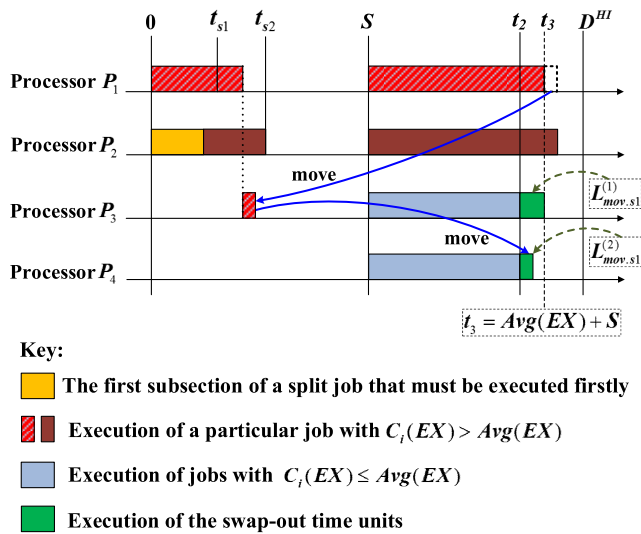 0 t_{s1} t_{s2} S t_2 t_3 D^{HI}
Processor P_1
Processor P_2
move
Processor P_3
L_{mov.s1}^{(1)}
move
L_{mov.s1}^{(2)}
Processor P_4
t_3 = Avg(EX) + S
Key:
The first subsection of a split job that must be executed firstly
Execution of a particular job with C_i(EX) > Avg(EX)
Execution of jobs with C_i(EX) ≤ Avg(EX)
Execution of the swap-out time units